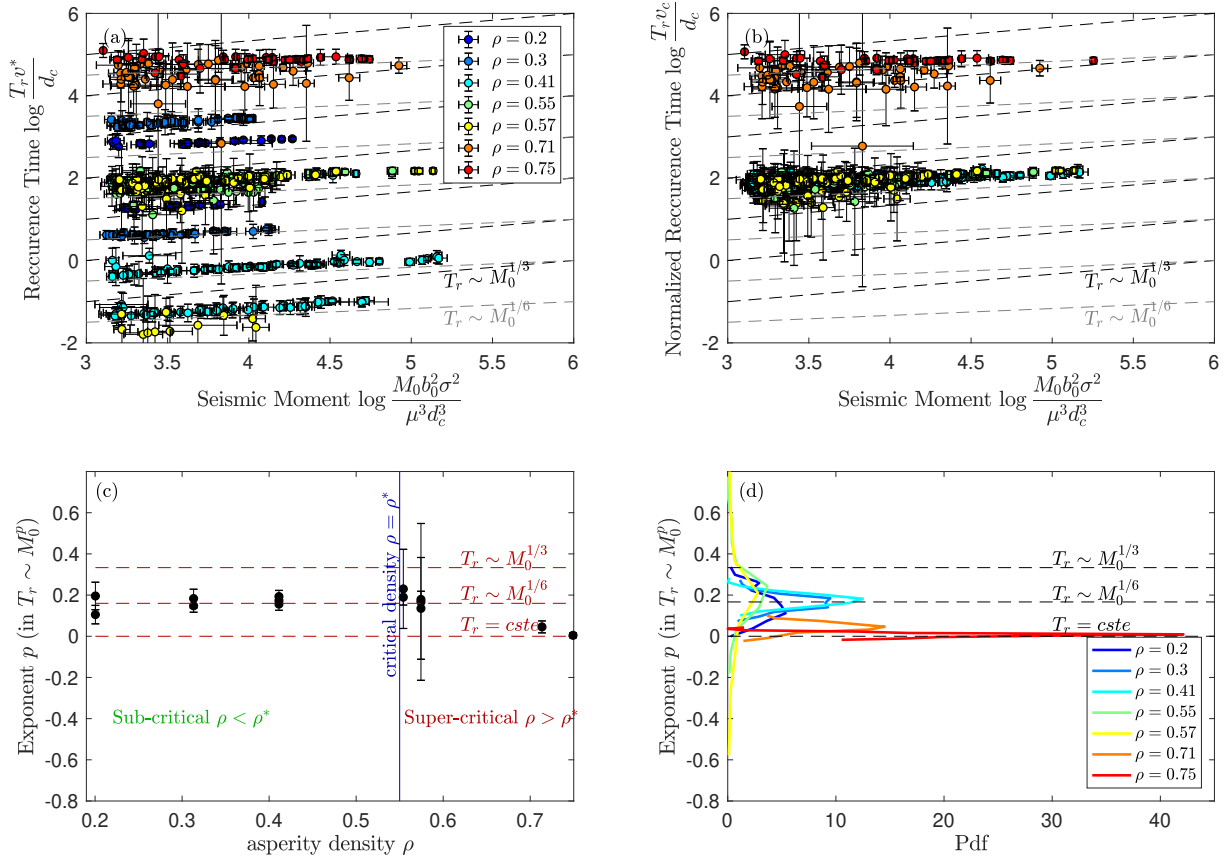 (a)
Reccurence Time log T_r v*/d_c
6
4
2
0
-2
ρ = 0.2
ρ = 0.3
ρ = 0.41
ρ = 0.55
ρ = 0.57
ρ = 0.71
ρ = 0.75
T_r ∼ M_0^{1/3}
T_r ∼ M_0^{1/6}
3 3.5 4 4.5 5 5.5 6
Seismic Moment log M_0 b_0^2 σ^2/μ^3 d_c^3
(b)
Normalized Reccurence Time log T_r v_c/d_c
6
4
2
0
-2
T_r ∼ M_0^{1/3}
T_r ∼ M_0^{1/6}
3 3.5 4 4.5 5 5.5 6
Seismic Moment log M_0 b_0^2 σ^2/μ^3 d_c^3
(c)
Exponent p (in T_r ∼ M_0^p)
0.6
0.4
0.2
0
-0.2
-0.4
-0.6
-0.8
critical density ρ = ρ*
T_r ∼ M_0^{1/3}
T_r ∼ M_0^{1/6}
T_r = cste
Sub-critical ρ < ρ*
Super-critical ρ > ρ*
0.2 0.3 0.4 0.5 0.6 0.7
asperity density ρ
(d)
Exponent p (in T_r ∼ M_0^p)
0.6
0.4
0.2
0
-0.2
-0.4
-0.6
-0.8
T_r ∼ M_0^{1/3}
T_r ∼ M_0^{1/6}
T_r = cste
ρ = 0.2
ρ = 0.3
ρ = 0.41
ρ = 0.55
ρ = 0.57
ρ = 0.71
ρ = 0.75
0 10 20 30 40
Pdf